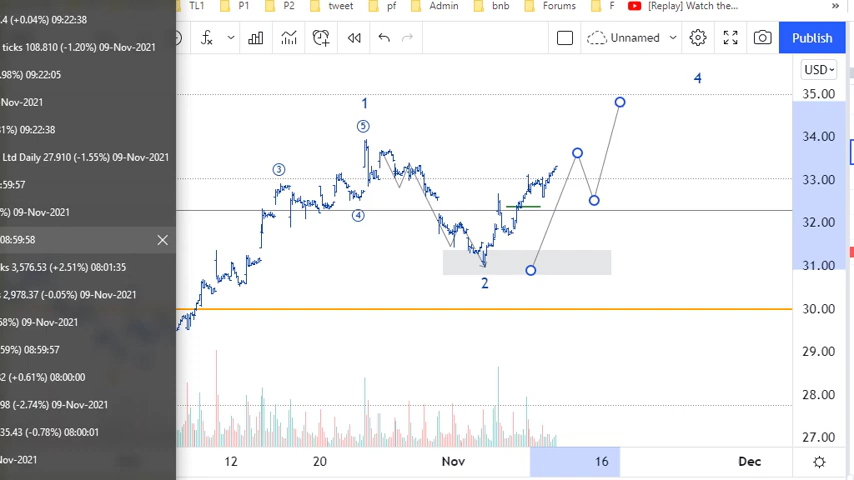 .4 (+0.04%) 09:22:38
ticks 108.810 (-1.20%) 09-Nov-2021
.98%) 09:22:05
-Nov-2021
31%) 09:22:38
Ltd Daily 27.910 (-1.55%) 09-Nov-2021
:59:57
%) 09-Nov-2021
08:59:58
ks 3,576.53 (+2.51%) 08:01:35
s 2,978.37 (-0.05%) 09-Nov-2021
58%) 09-Nov-2021
59%) 08:59:57
32 (+0.61%) 08:00:00
98 (-2.74%) 09-Nov-2021
35.43 (-0.78%) 08:00:01
Nov-2021
TL1 P1 P2 tweet pf Admin bnb Forums F [Replay] Watch the... »
fx Unnamed Publish
USD
35.00
34.00
33.00
32.00
31.00
30.00
29.00
28.00
27.00
4
1
5
3
4
2
12 20 Nov 16 Dec